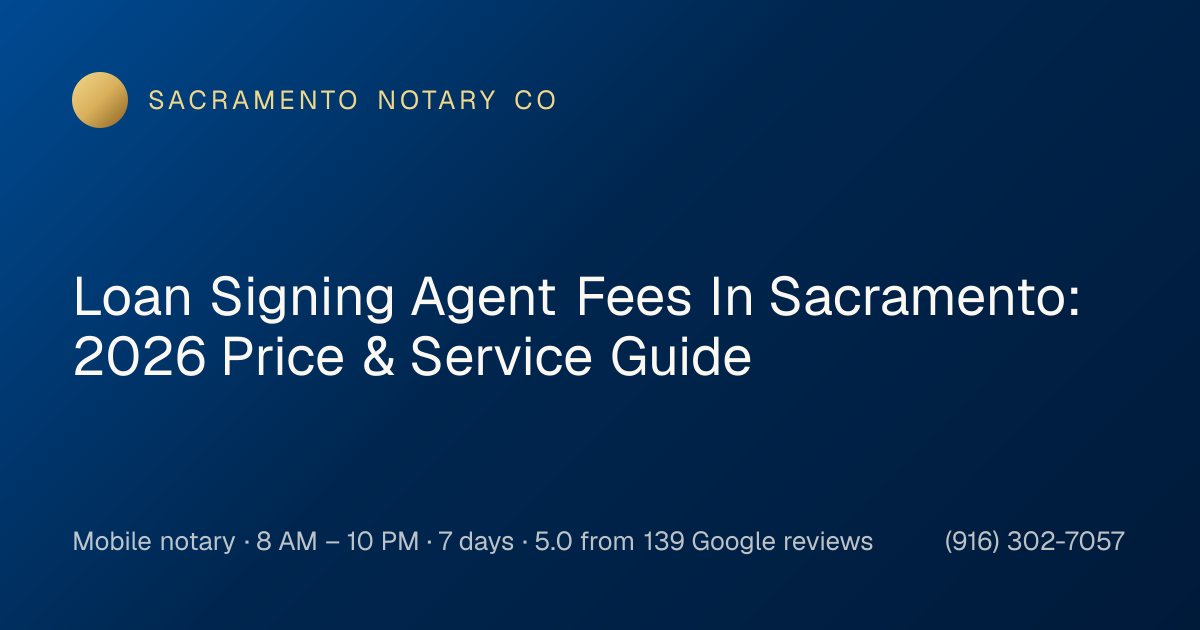 SACRAMENTO NOTARY CO
Loan Signing Agent Fees In Sacramento:
2026 Price & Service Guide
Mobile notary · 8 AM – 10 PM · 7 days · 5.0 from 139 Google reviews
(916) 302-7057